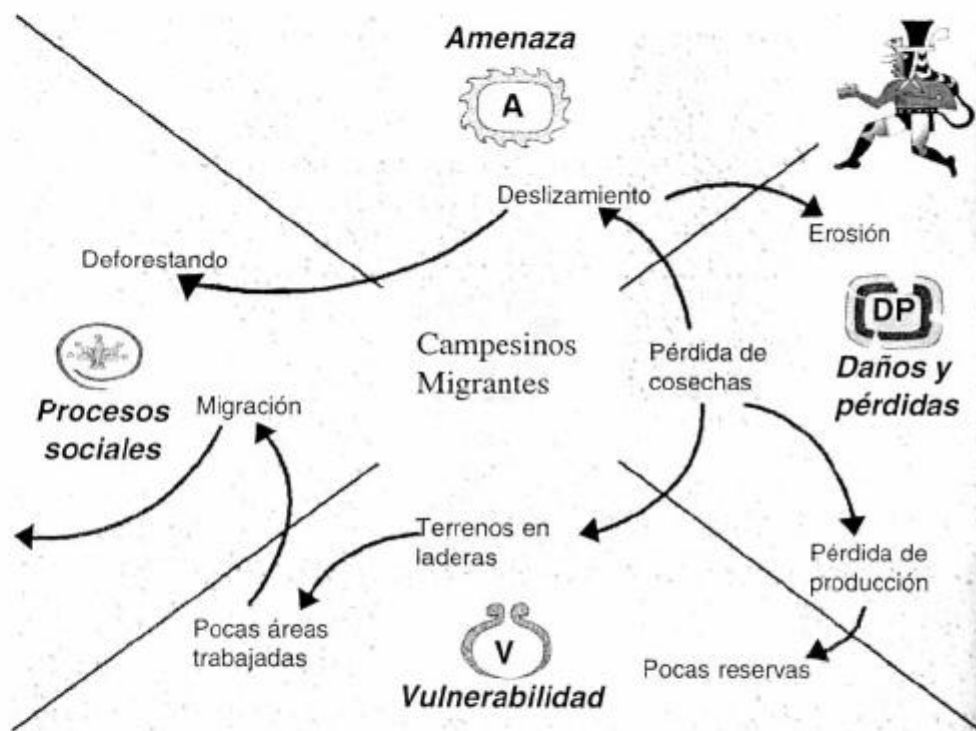 Amenaza
A
Deslizamiento
Erosión
Deforestando
DP
Daños y
pérdidas
Campesinos
Migrantes
Pérdida de
cosechas
Procesos
sociales
Migración
Terrenos en
laderas
Pérdida de
producción
Pocas áreas
trabajadas
V
Vulnerabilidad
Pocas reservas